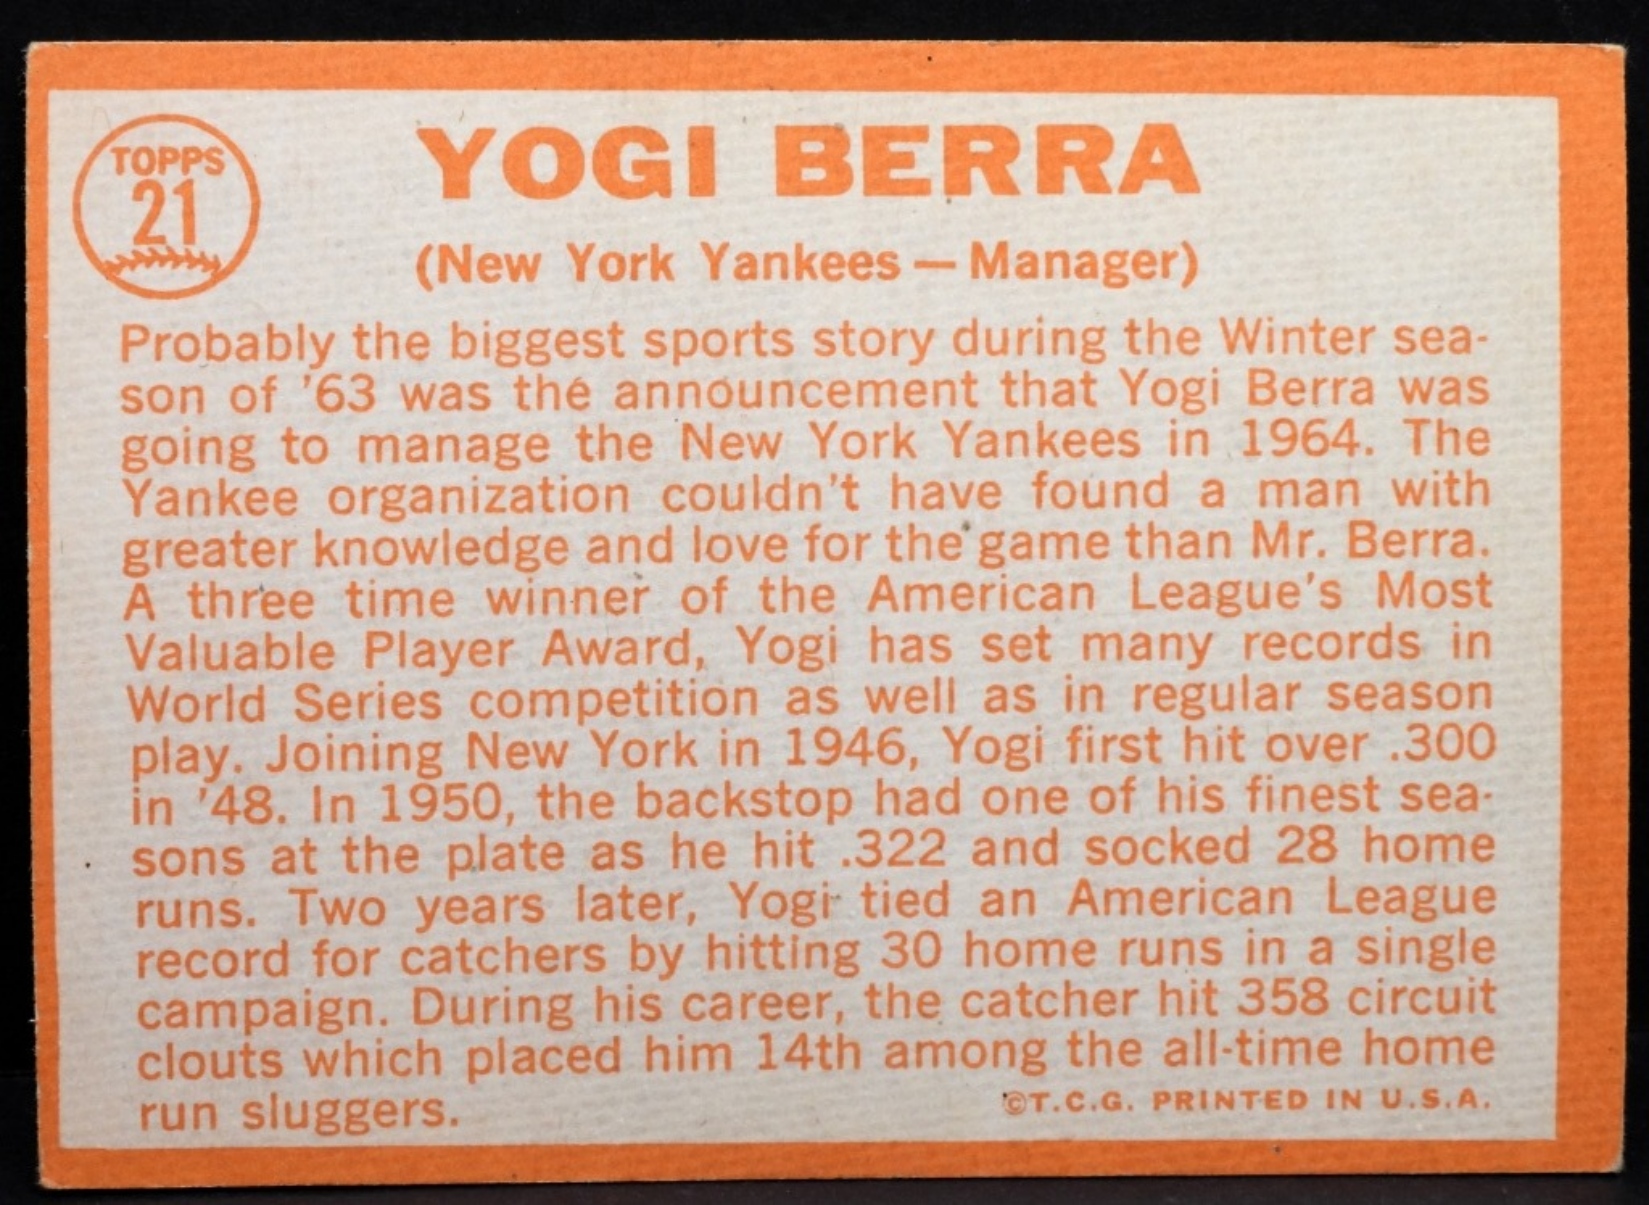 TOPPS
21
YOGI BERRA
(New York Yankees — Manager)
Probably the biggest sports story during the Winter sea-
son of '63 was the announcement that Yogi Berra was
going to manage the New York Yankees in 1964. The
Yankee organization couldn't have found a man with
greater knowledge and love for the game than Mr. Berra.
A three time winner of the American League's Most
Valuable Player Award, Yogi has set many records in
World Series competition as well as in regular season
play. Joining New York in 1946, Yogi first hit over .300
in '48. In 1950, the backstop had one of his finest sea-
sons at the plate as he hit .322 and socked 28 home
runs. Two years later, Yogi tied an American League
record for catchers by hitting 30 home runs in a single
campaign. During his career, the catcher hit 358 circuit
clouts which placed him 14th among the all-time home
run sluggers.
©T.C.G. PRINTED IN U.S.A.